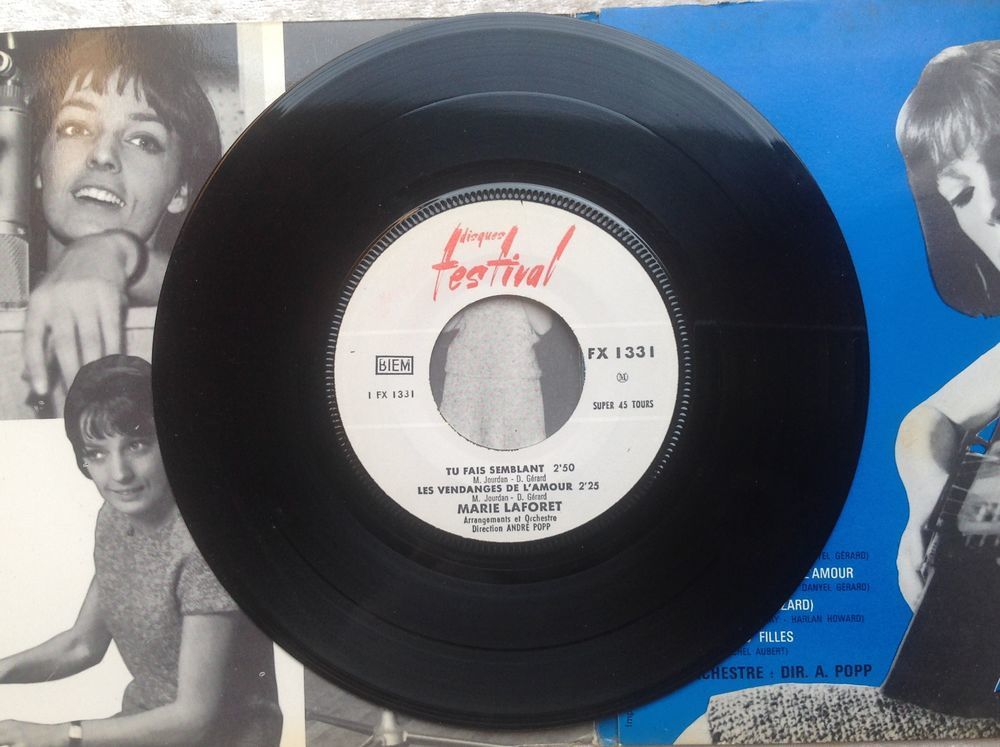 disques
festival
BIEM
1 FX 1331
FX 1331
M
SUPER 45 TOURS
TU FAIS SEMBLANT 2'50
M. Jourdan - D. Gérard
LES VENDANGES DE L'AMOUR 2'25
M. Jourdan - D. Gérard
MARIE LAFORET
Arrangements et Orchestre
Direction ANDRÉ POPP
GÉRARD)
AMOUR
DANYEL GÉRARD)
- HARLAN HOWARD)
FILLES
AUBERT)
DIR. A. POPP